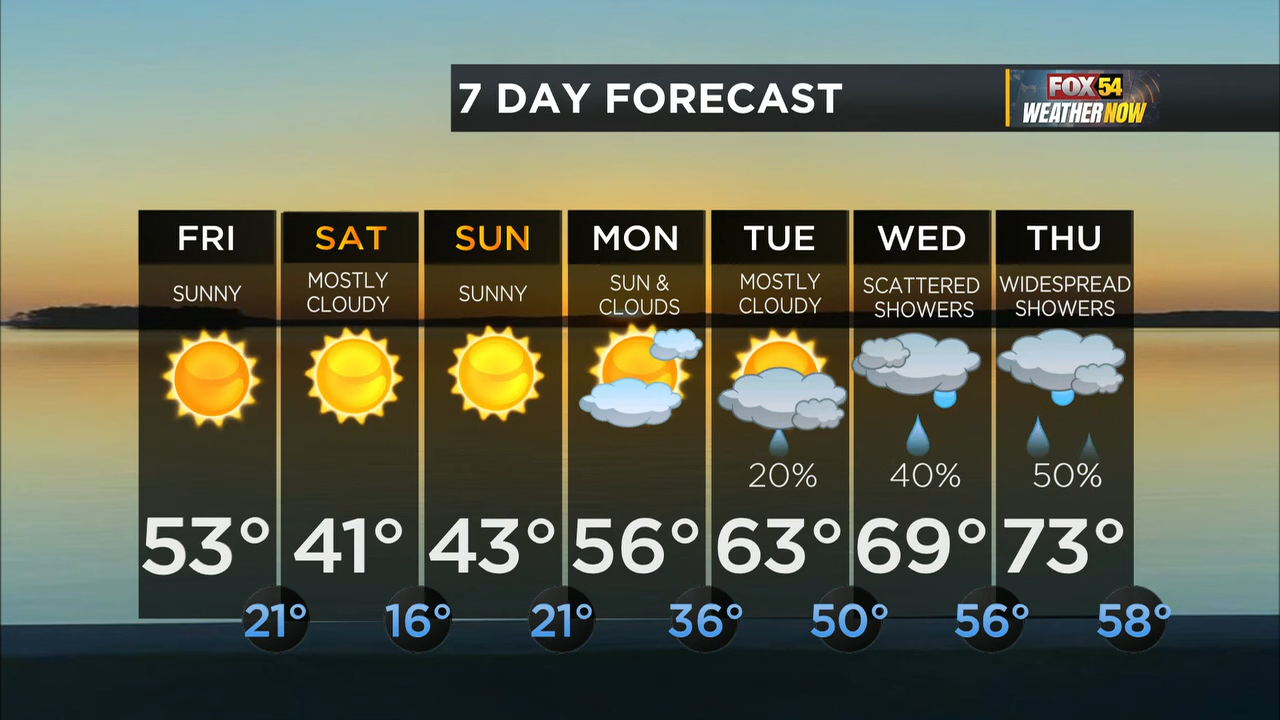 7 DAY FORECAST
FOX 54
WEATHER NOW
FRI SAT SUN MON TUE WED THU
SUNNY
MOSTLY
CLOUDY
SUNNY
SUN &
CLOUDS
MOSTLY
CLOUDY
SCATTERED
SHOWERS
WIDESPREAD
SHOWERS
20% 40% 50%
53° 41° 43° 56° 63° 69° 73°
21° 16° 21° 36° 50° 56° 58°